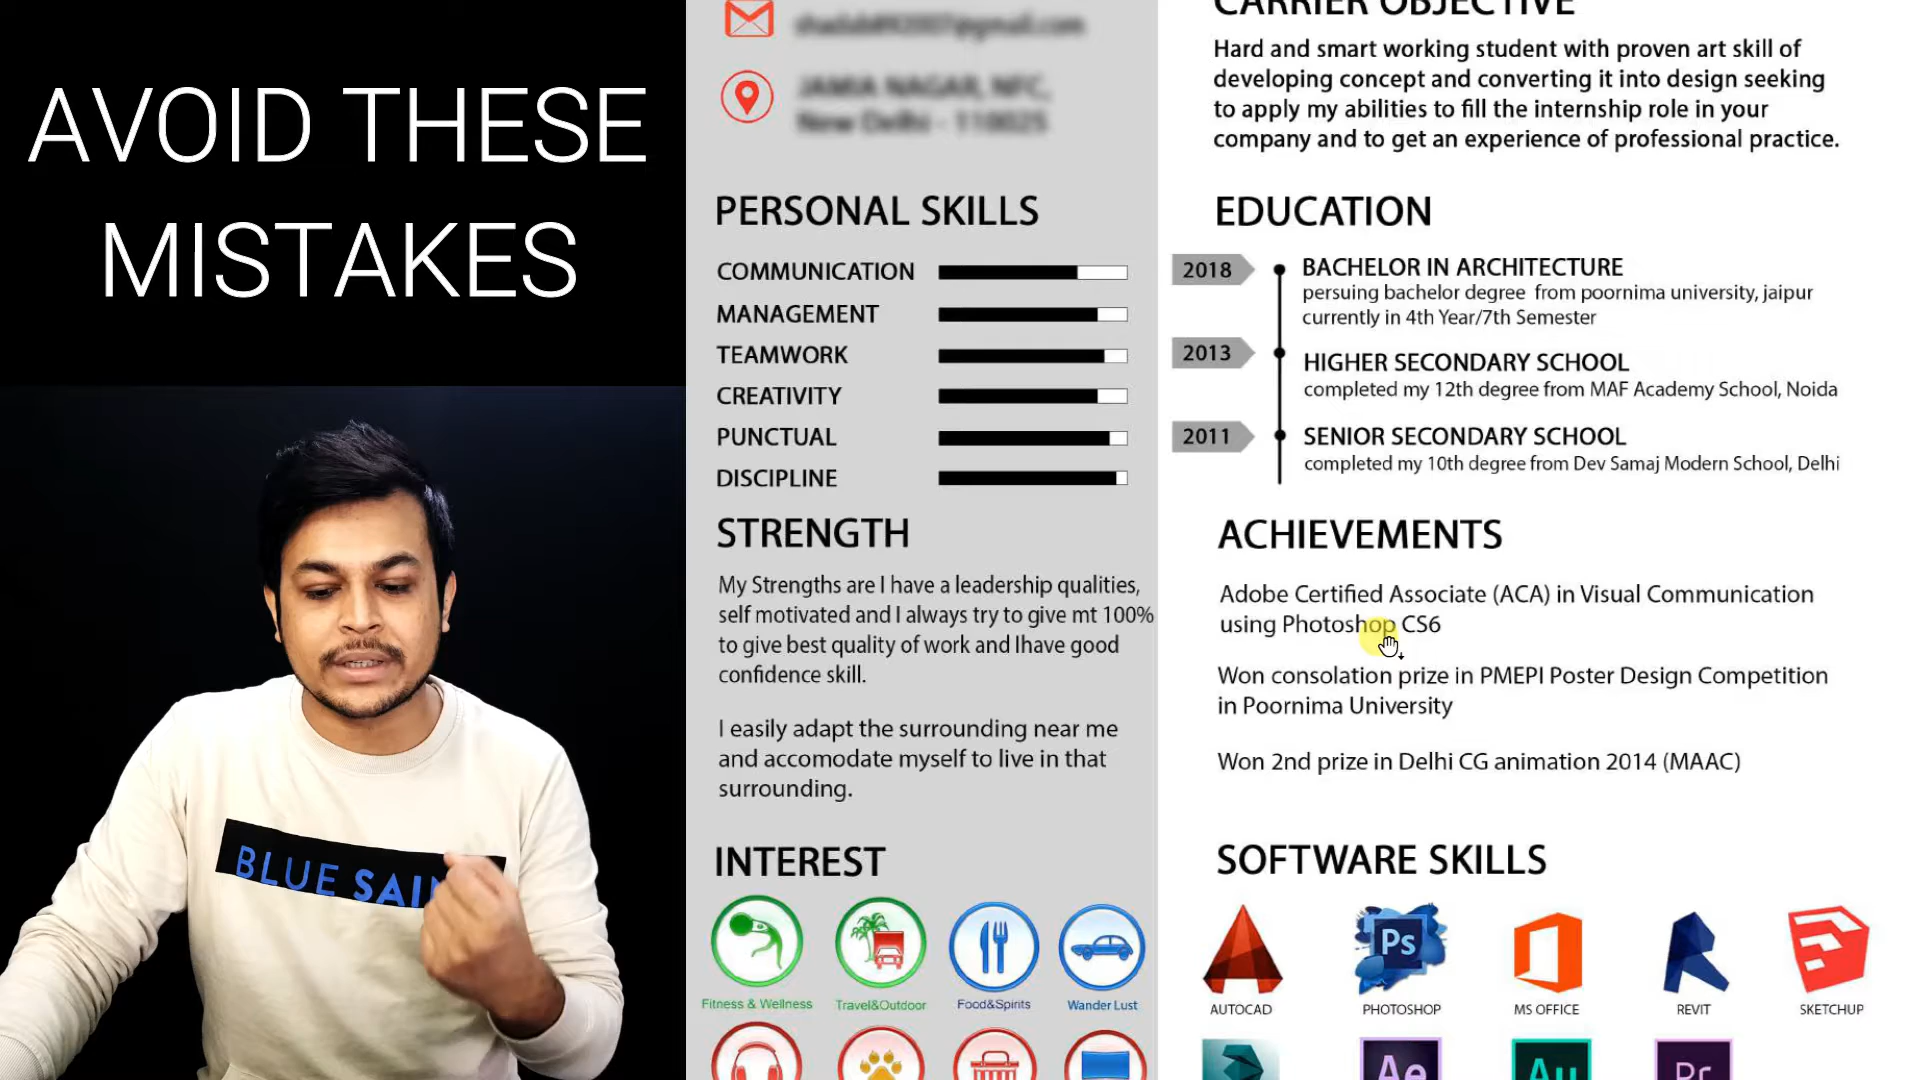 AVOID THESE
MISTAKES
BLUE SAI
New Delhi - 110025
PERSONAL SKILLS
COMMUNICATION
MANAGEMENT
TEAMWORK
CREATIVITY
PUNCTUAL
DISCIPLINE
STRENGTH
My Strengths are I have a leadership qualities,
self motivated and I always try to give mt 100%
to give best quality of work and Ihave good
confidence skill.
I easily adapt the surrounding near me
and accomodate myself to live in that
surrounding.
INTEREST
Fitness & Wellness
Travel&Outdoor
Food&Spirits
Wander Lust
CARRIER OBJECTIVE
Hard and smart working student with proven art skill of
developing concept and converting it into design seeking
to apply my abilities to fill the internship role in your
company and to get an experience of professional practice.
EDUCATION
2018
BACHELOR IN ARCHITECTURE
persuing bachelor degree from poornima university, jaipur
currently in 4th Year/7th Semester
2013
HIGHER SECONDARY SCHOOL
completed my 12th degree from MAF Academy School, Noida
2011
SENIOR SECONDARY SCHOOL
completed my 10th degree from Dev Samaj Modern School, Delhi
ACHIEVEMENTS
Adobe Certified Associate (ACA) in Visual Communication
using Photoshop CS6
Won consolation prize in PMEPI Poster Design Competition
in Poornima University
Won 2nd prize in Delhi CG animation 2014 (MAAC)
SOFTWARE SKILLS
Ps
AUTOCAD
PHOTOSHOP
MS OFFICE
REVIT
SKETCHUP
Ae
Au
Pr